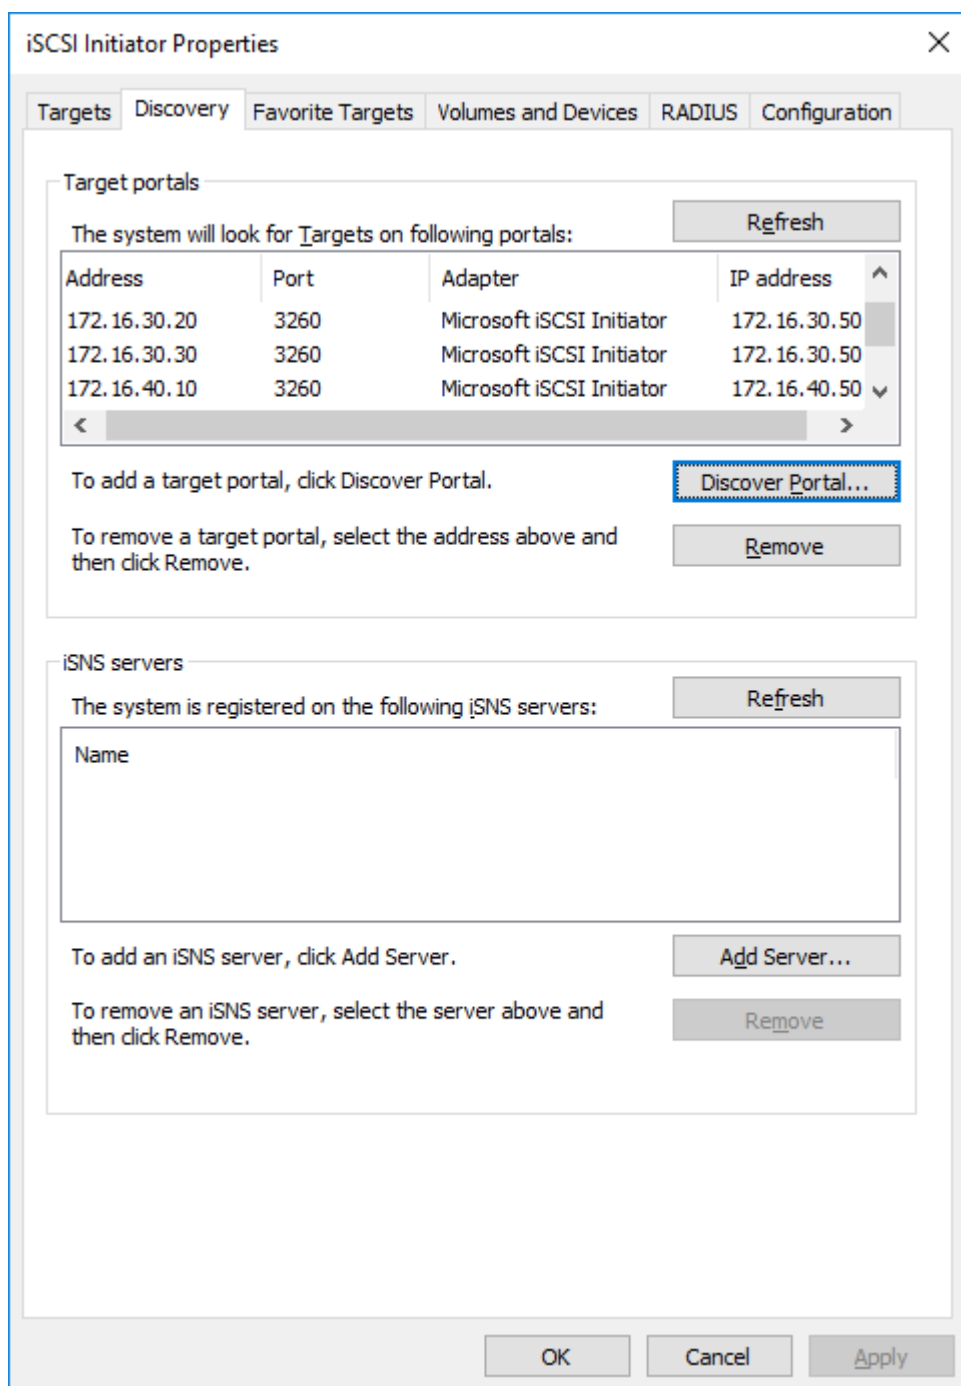 iSCSI Initiator Properties
Targets Discovery Favorite Targets Volumes and Devices RADIUS Configuration
Target portals
The system will look for Targets on following portals:
Refresh
Address Port Adapter IP address
172.16.30.20 3260 Microsoft iSCSI Initiator 172.16.30.50
172.16.30.30 3260 Microsoft iSCSI Initiator 172.16.30.50
172.16.40.10 3260 Microsoft iSCSI Initiator 172.16.40.50
To add a target portal, click Discover Portal.
Discover Portal...
To remove a target portal, select the address above and
then click Remove.
Remove
iSNS servers
The system is registered on the following iSNS servers:
Refresh
Name
To add an iSNS server, click Add Server.
Add Server...
To remove an iSNS server, select the server above and
then click Remove.
Remove
OK Cancel Apply